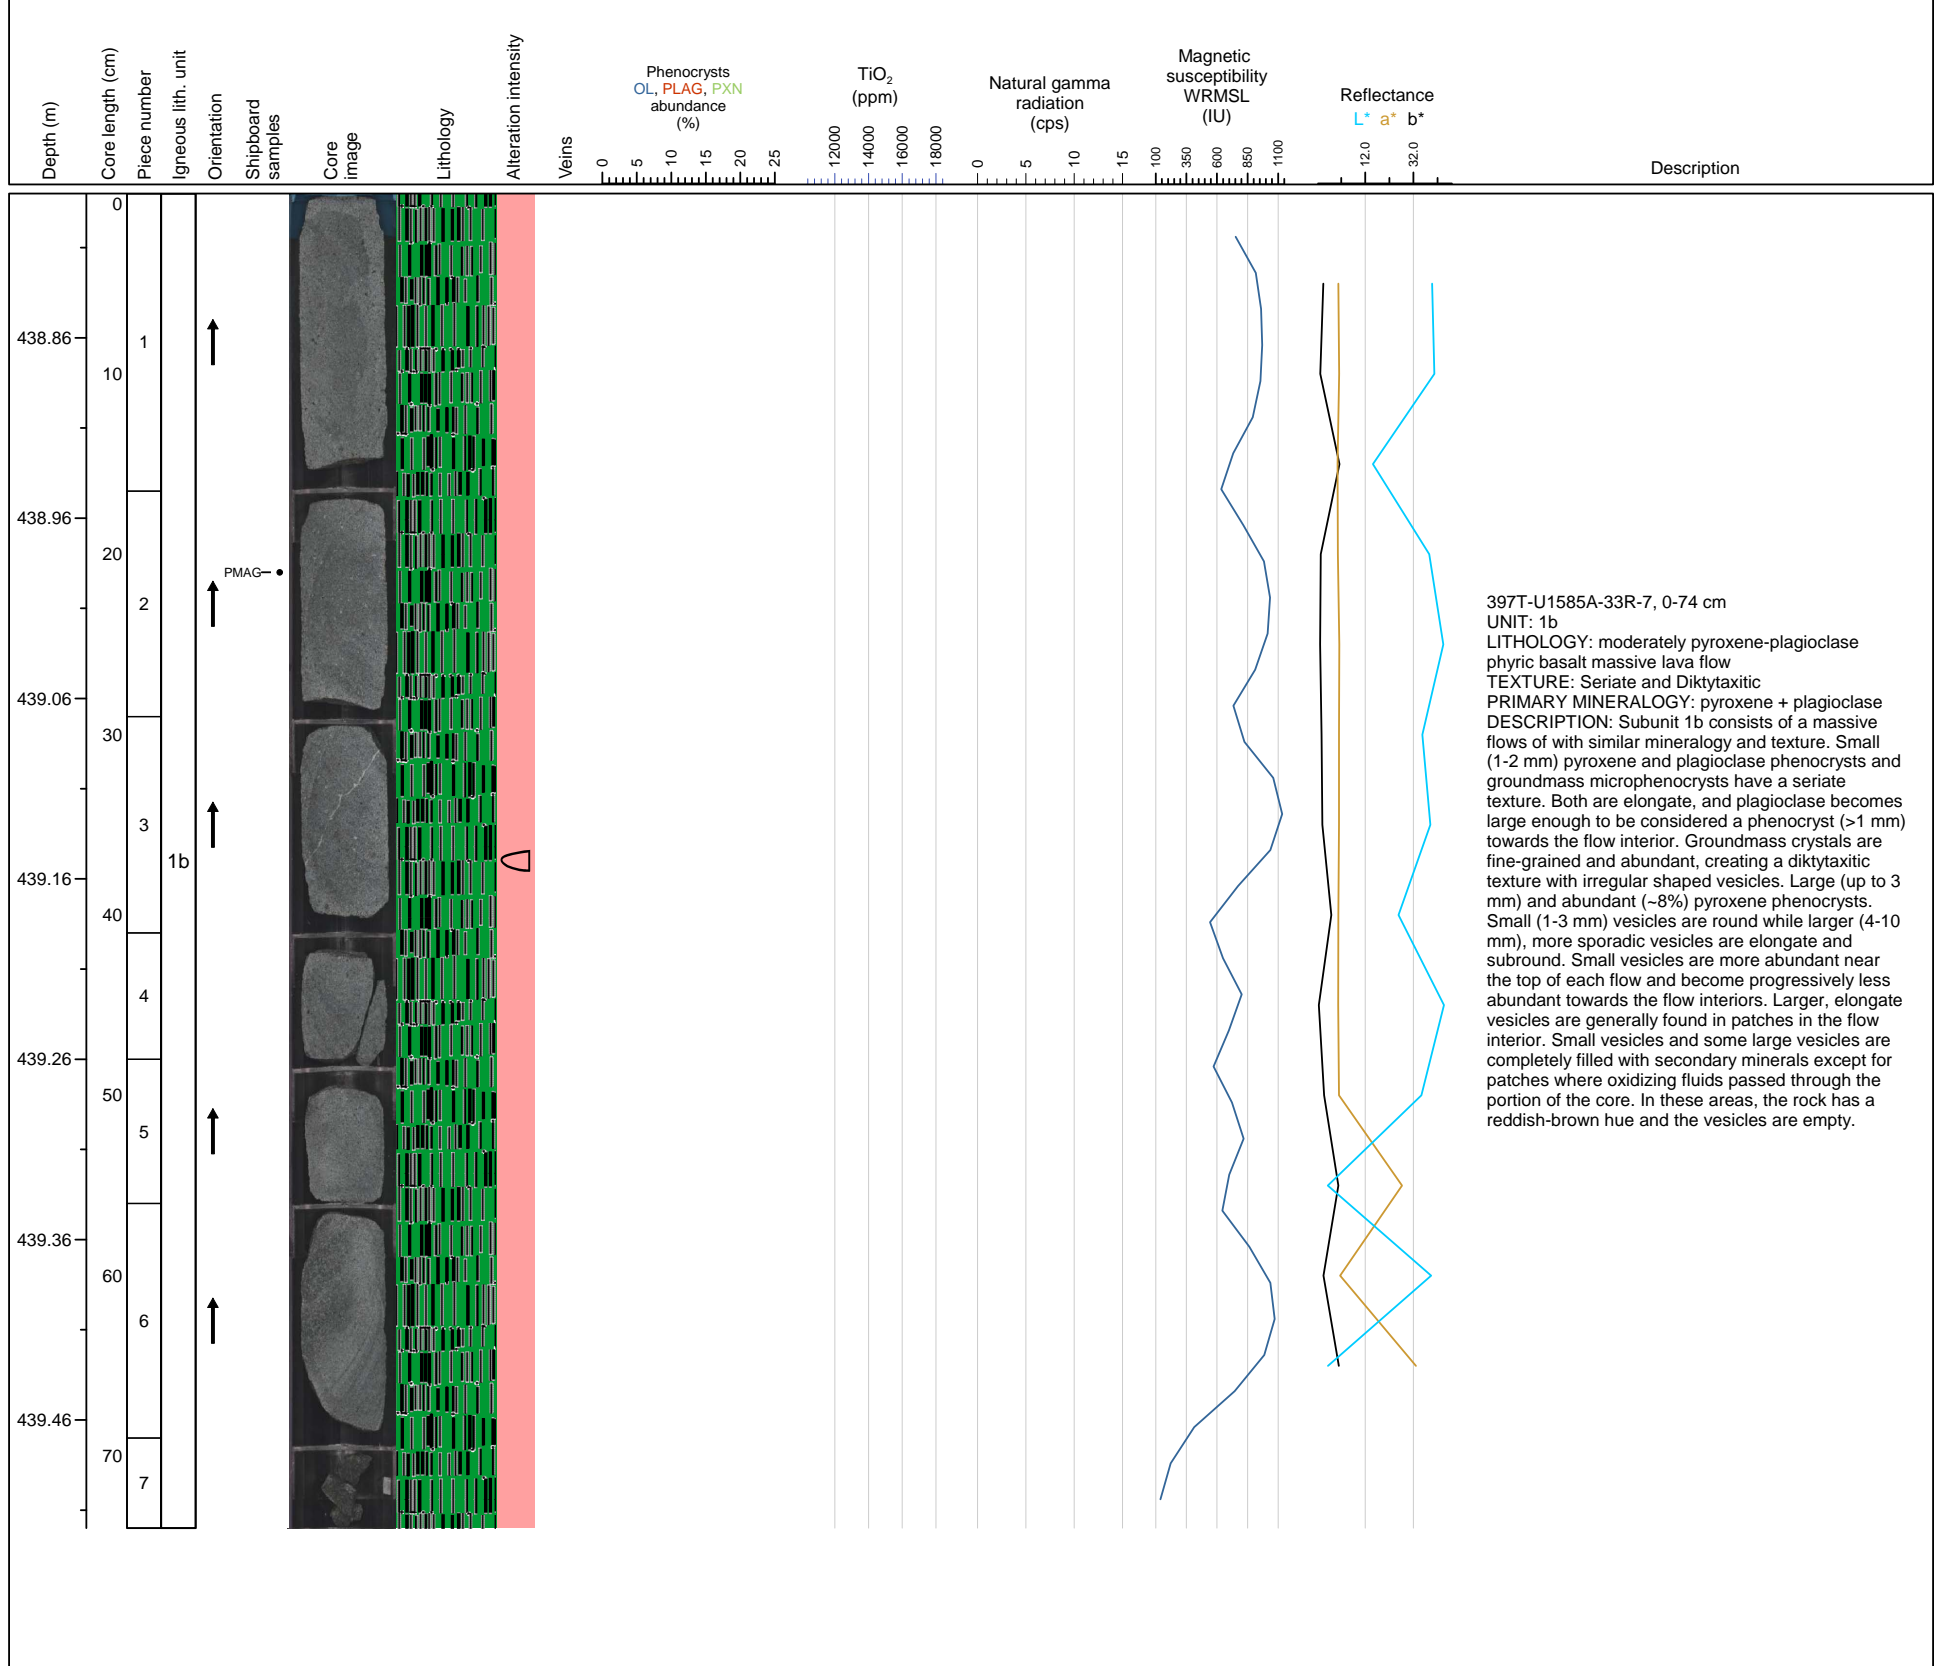 Depth (m)
Core length (cm)
Piece number
Igneous lith. unit
Orientation
Shipboard
samples
Core
image
Lithology
Alteration intensity
Veins
Phenocrysts
OL, PLAG, PXN
abundance
(%)
0 5 10 15 20 25
TiO₂
(ppm)
12000 14000 16000 18000
Natural gamma
radiation
(cps)
0 5 10 15
Magnetic
susceptibility
WRMSL
(IU)
100 350 600 850 1100
Reflectance
L* a* b*
12.0 32.0
Description
0
438.86
1
10
438.96
20
PMAG
2
439.06
30
3
1b
439.16
40
4
439.26
50
5
439.36
60
6
439.46
70
7
397T-U1585A-33R-7, 0-74 cm
UNIT: 1b
LITHOLOGY: moderately pyroxene-plagioclase
phyric basalt massive lava flow
TEXTURE: Seriate and Diktytaxitic
PRIMARY MINERALOGY: pyroxene + plagioclase
DESCRIPTION: Subunit 1b consists of a massive
flows of with similar mineralogy and texture. Small
(1-2 mm) pyroxene and plagioclase phenocrysts and
groundmass microphenocrysts have a seriate
texture. Both are elongate, and plagioclase becomes
large enough to be considered a phenocryst (>1 mm)
towards the flow interior. Groundmass crystals are
fine-grained and abundant, creating a diktytaxitic
texture with irregular shaped vesicles. Large (up to 3
mm) and abundant (~8%) pyroxene phenocrysts.
Small (1-3 mm) vesicles are round while larger (4-10
mm), more sporadic vesicles are elongate and
subround. Small vesicles are more abundant near
the top of each flow and become progressively less
abundant towards the flow interiors. Larger, elongate
vesicles are generally found in patches in the flow
interior. Small vesicles and some large vesicles are
completely filled with secondary minerals except for
patches where oxidizing fluids passed through the
portion of the core. In these areas, the rock has a
reddish-brown hue and the vesicles are empty.